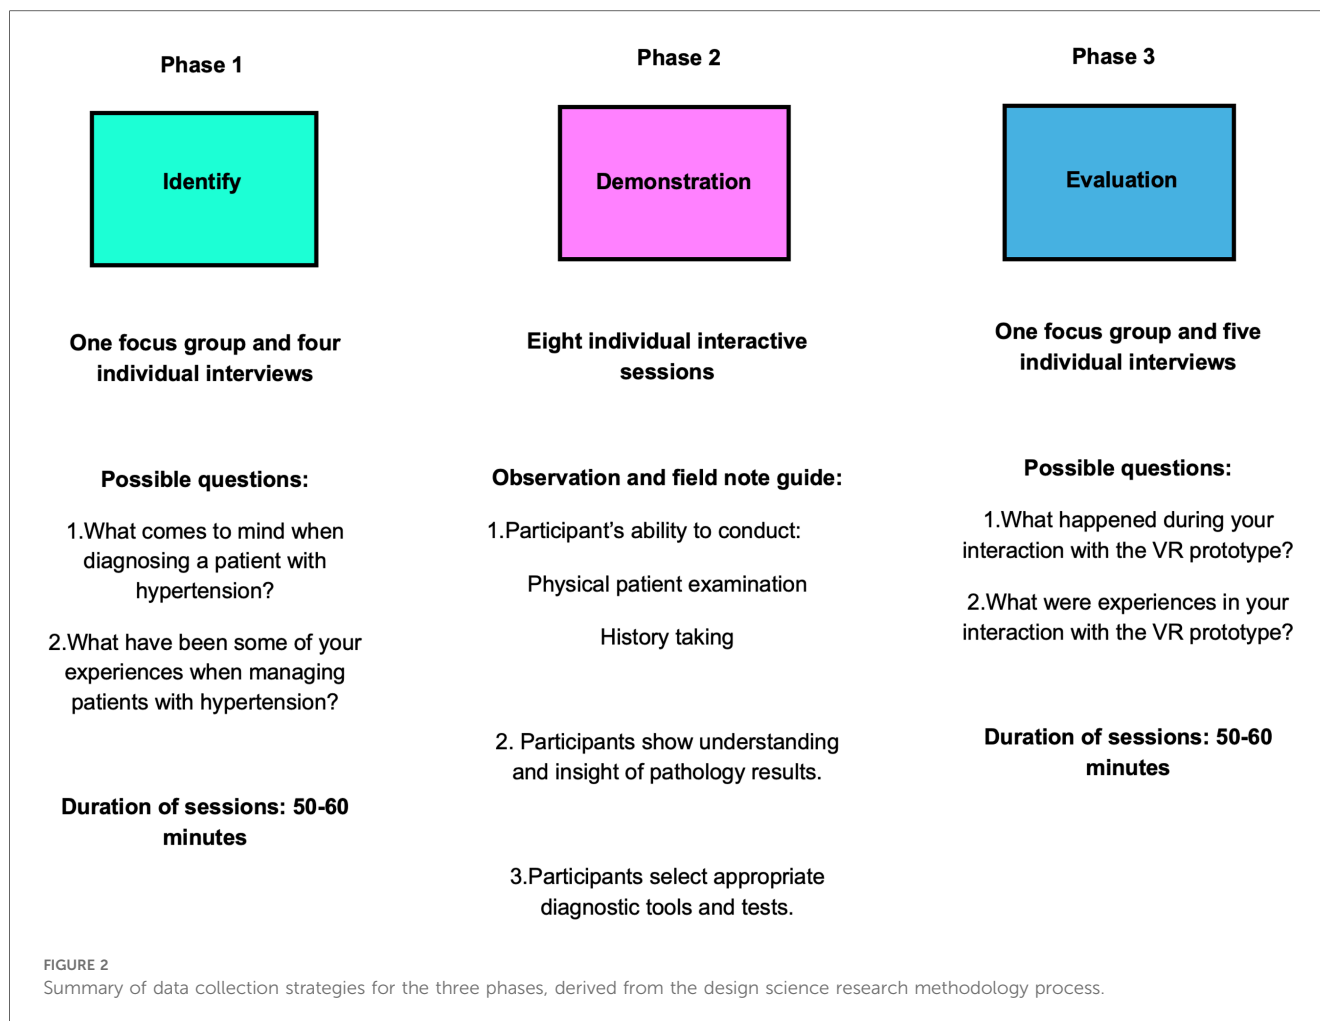 Phase 1
Identify
One focus group and four
individual interviews
Possible questions:
1.What comes to mind when
diagnosing a patient with
hypertension?
2.What have been some of your
experiences when managing
patients with hypertension?
Duration of sessions: 50-60
minutes
Phase 2
Demonstration
Eight individual interactive
sessions
Observation and field note guide:
1.Participant’s ability to conduct:
Physical patient examination
History taking
2. Participants show understanding
and insight of pathology results.
3.Participants select appropriate
diagnostic tools and tests.
Phase 3
Evaluation
One focus group and five
individual interviews
Possible questions:
1.What happened during your
interaction with the VR prototype?
2.What were experiences in your
interaction with the VR prototype?
Duration of sessions: 50-60
minutes
FIGURE 2
Summary of data collection strategies for the three phases, derived from the design science research methodology process.